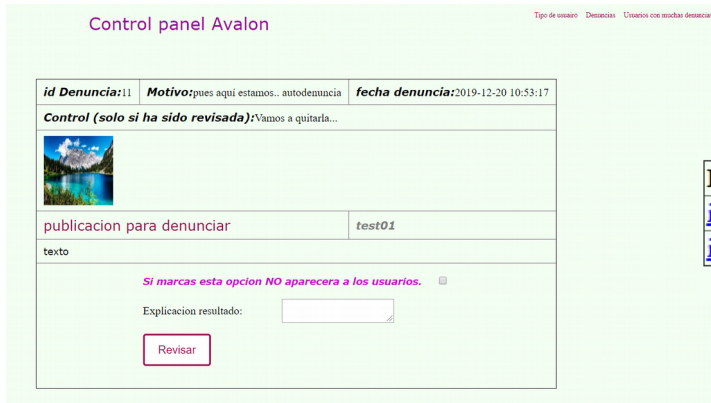 Control panel Avalon
Tipo de usuairo Denuncias Usuarios con muchas denuncias
id Denuncia:11 Motivo:pues aquí estamos.. autodenuncia fecha denuncia:2019-12-20 10:53:17
Control (solo si ha sido revisada):Vamos a quitarla...
publicacion para denunciar test01
texto
Si marcas esta opcion NO aparecera a los usuarios.
Explicacion resultado:
Revisar